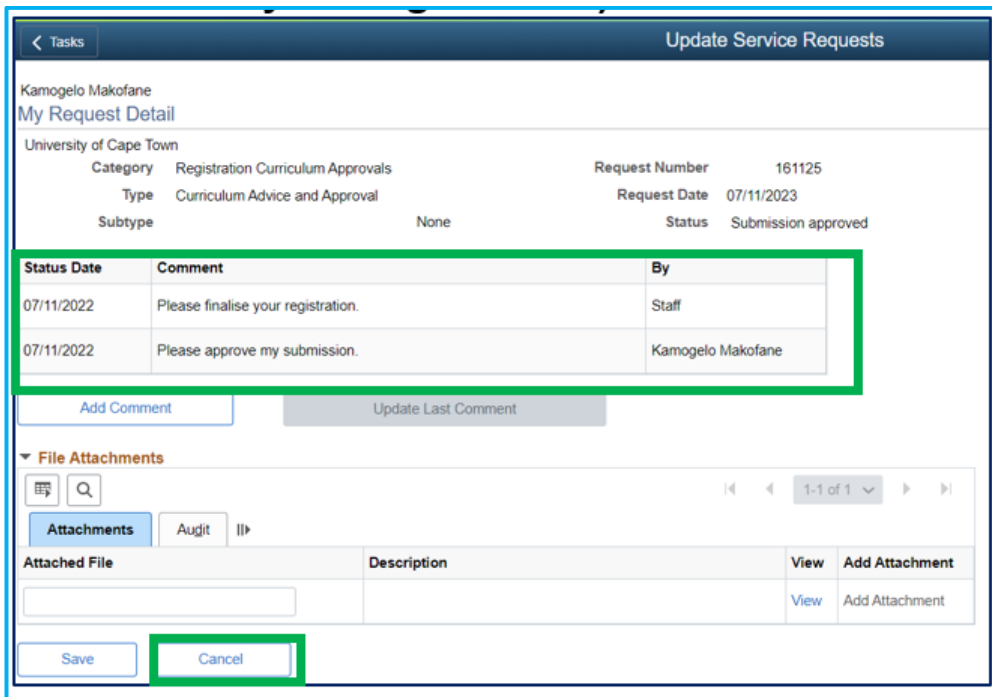 Tasks
Update Service Requests
Kamogelo Makofane
My Request Detail
University of Cape Town
Category Registration Curriculum Approvals Request Number 161125
Type Curriculum Advice and Approval Request Date 07/11/2023
Subtype None Status Submission approved
Status Date Comment By
07/11/2022 Please finalise your registration. Staff
07/11/2022 Please approve my submission. Kamogelo Makofane
Add Comment Update Last Comment
File Attachments
1-1 of 1
Attachments Audit
Attached File Description View Add Attachment
View Add Attachment
Save Cancel